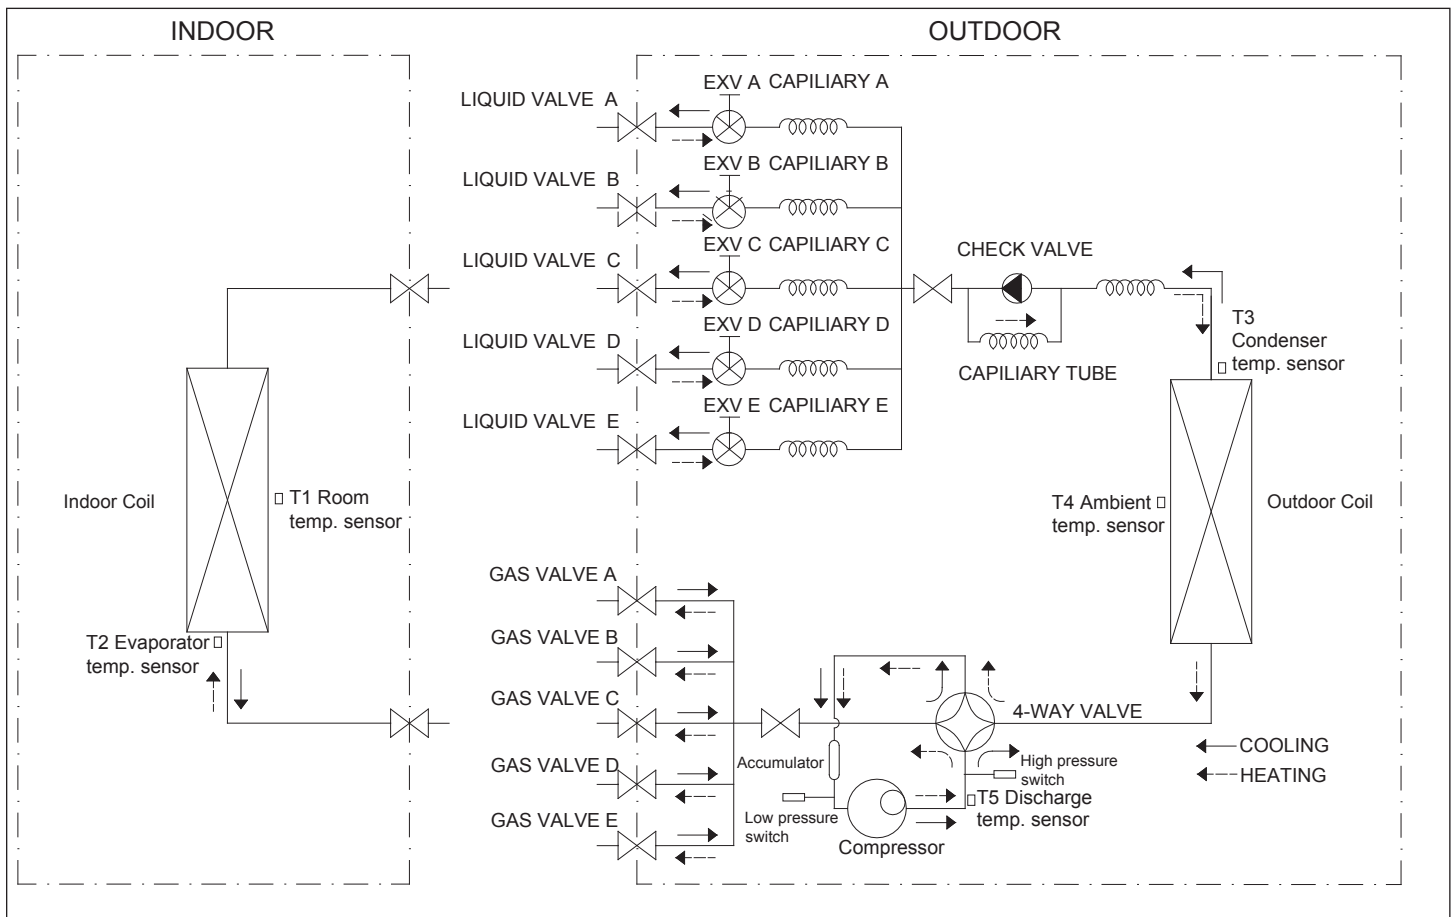 INDOOR
OUTDOOR
LIQUID VALVE A
EXV A CAPILIARY A
LIQUID VALVE B
EXV B CAPILIARY B
LIQUID VALVE C
EXV C CAPILIARY C
LIQUID VALVE D
EXV D CAPILIARY D
LIQUID VALVE E
EXV E CAPILIARY E
CHECK VALVE
CAPILIARY TUBE
T3
Condenser
temp. sensor
Indoor Coil
T1 Room
temp. sensor
T4 Ambient
temp. sensor
Outdoor Coil
T2 Evaporator
temp. sensor
GAS VALVE A
GAS VALVE B
GAS VALVE C
GAS VALVE D
GAS VALVE E
4-WAY VALVE
Accumulator
High pressure
switch
Low pressure
switch
T5 Discharge
temp. sensor
Compressor
COOLING
HEATING